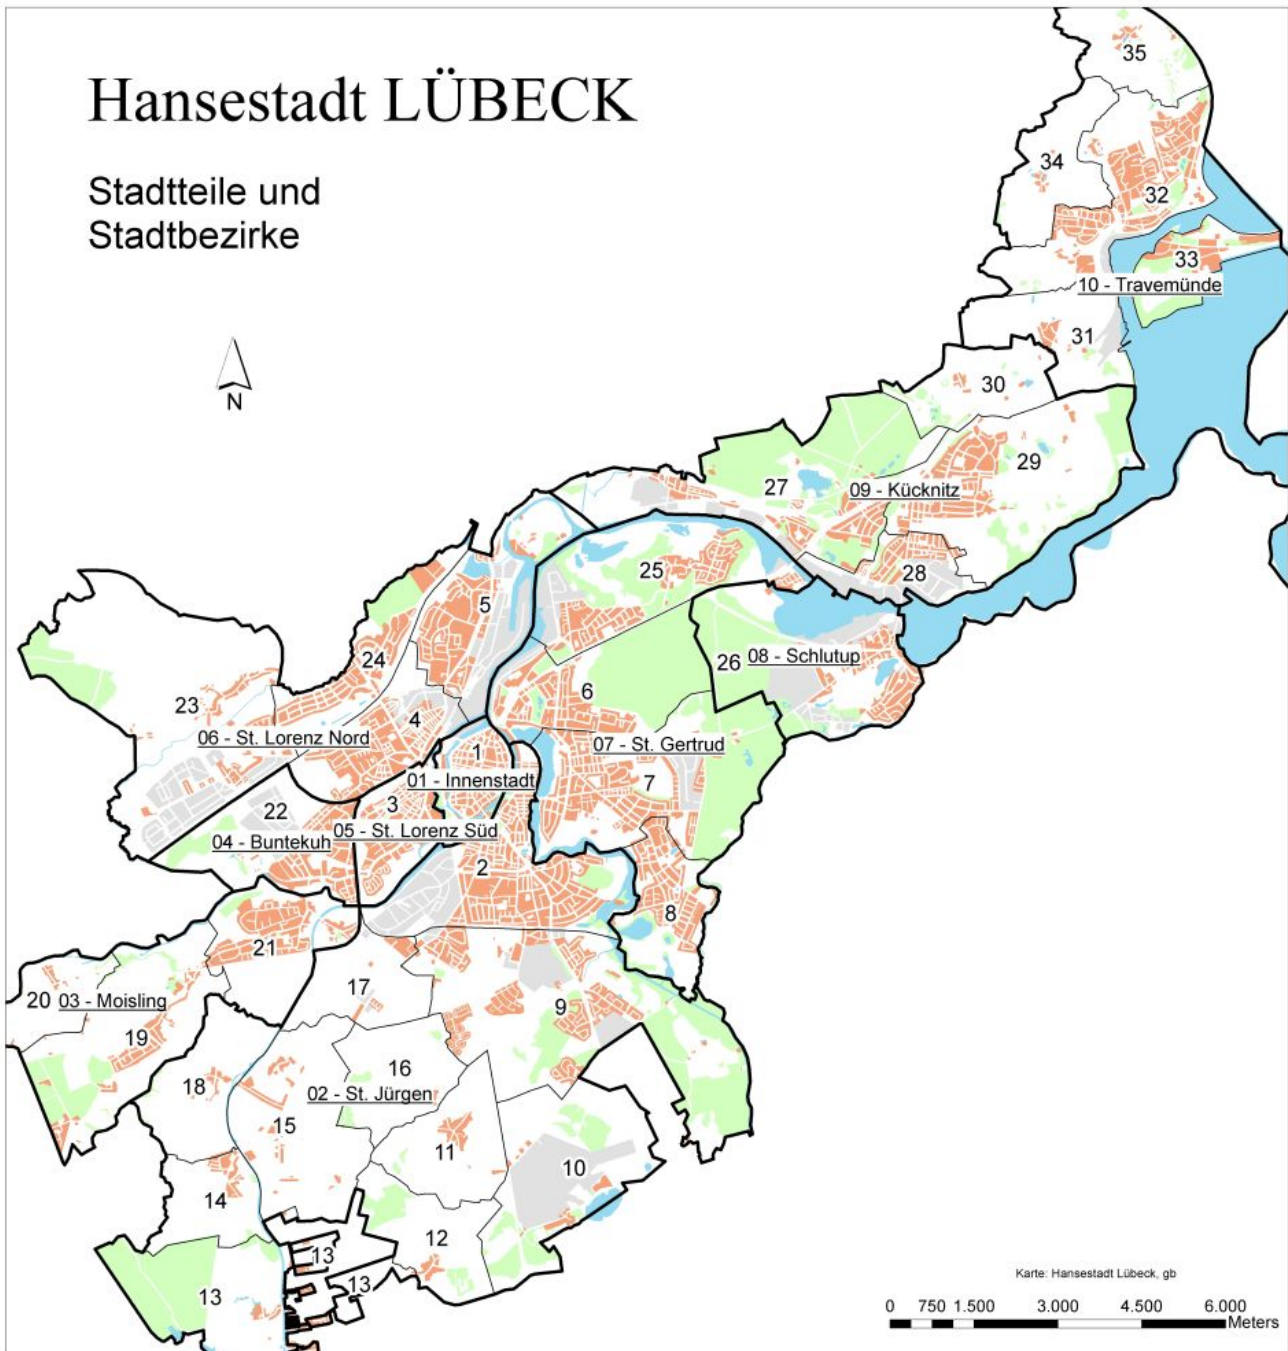 Hansestadt LÜBECK
Stadtteile und
Stadtbezirke
N
35
34
32
33
10 - Travemünde
31
30
29
27
09 - Kücknitz
28
25
5
26
08 - Schlutup
24
6
23
4
06 - St. Lorenz Nord
07 - St. Gertrud
1
01 - Innenstadt
7
3
22
05 - St. Lorenz Süd
04 - Buntekuh
2
8
21
17
20
03 - Moisling
9
19
16
18
02 - St. Jürgen
15
11
10
14
12
13
13
13
Karte: Hansestadt Lübeck, gb
0 750 1.500 3.000 4.500 6.000
Meters